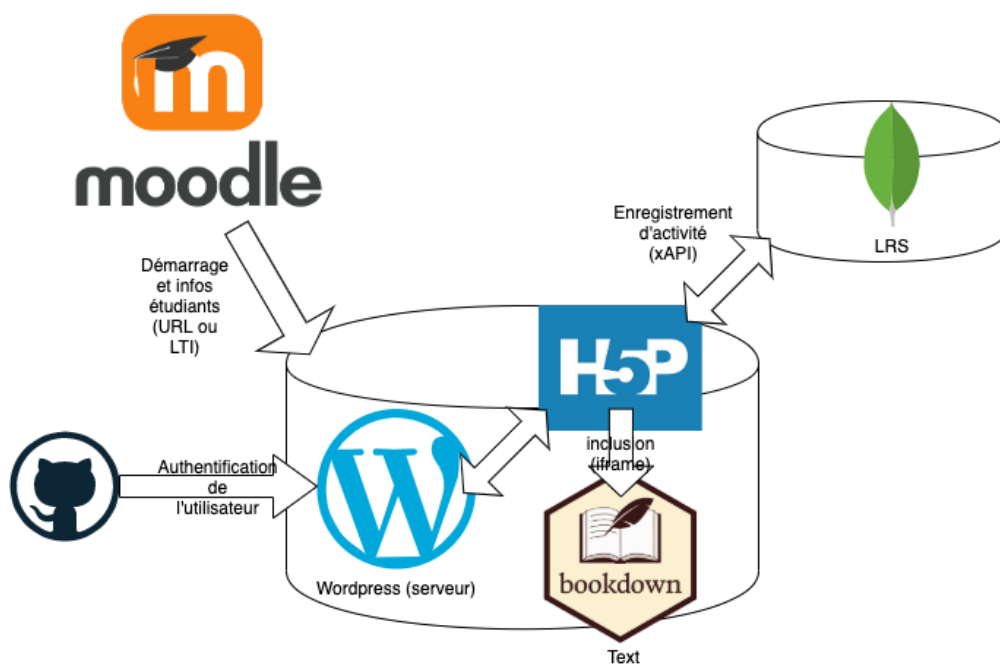 moodle
Enregistrement
d'activité
(xAPI)
LRS
Démarrage
et infos
étudiants
(URL ou
LTI)
H5P
inclusion
(iframe)
Authentification
de
l'utilisateur
W
bookdown
Wordpress (serveur)
Text